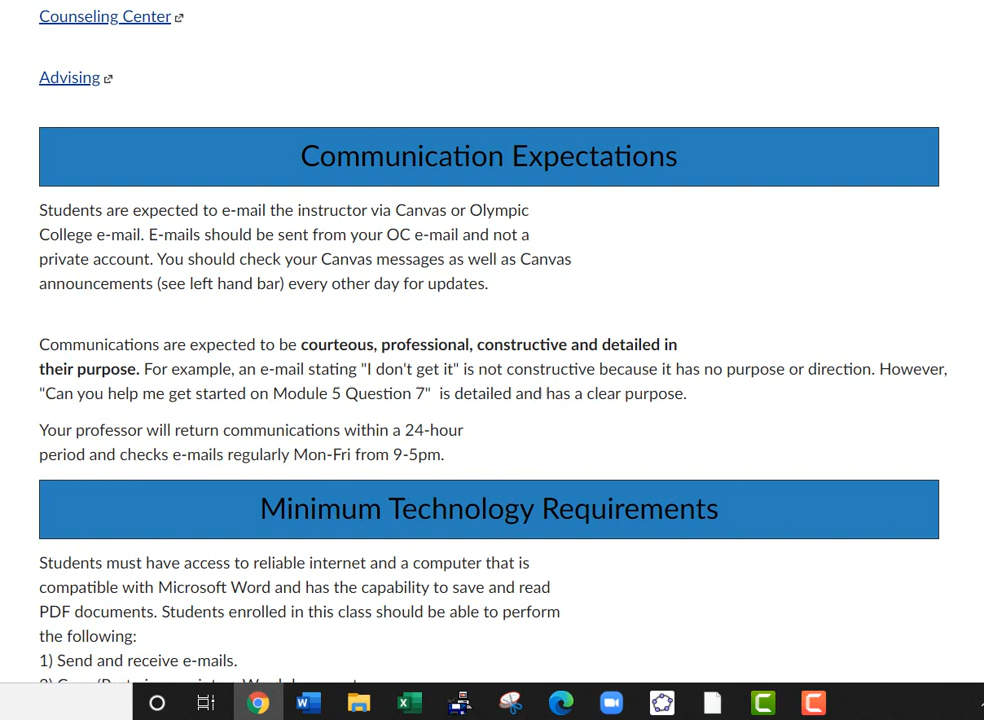 Counseling Center
Advising
Communication Expectations
Students are expected to e-mail the instructor via Canvas or Olympic
College e-mail. E-mails should be sent from your OC e-mail and not a
private account. You should check your Canvas messages as well as Canvas
announcements (see left hand bar) every other day for updates.
Communications are expected to be courteous, professional, constructive and detailed in
their purpose. For example, an e-mail stating "I don't get it" is not constructive because it has no purpose or direction. However,
"Can you help me get started on Module 5 Question 7"  is detailed and has a clear purpose.
Your professor will return communications within a 24-hour
period and checks e-mails regularly Mon-Fri from 9-5pm.
Minimum Technology Requirements
Students must have access to reliable internet and a computer that is
compatible with Microsoft Word and has the capability to save and read
PDF documents. Students enrolled in this class should be able to perform
the following:
1) Send and receive e-mails.